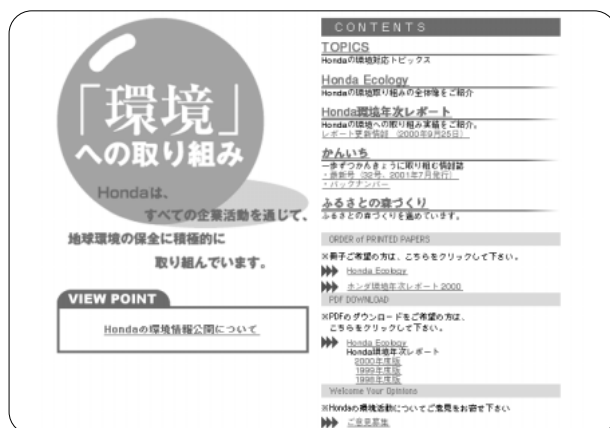 「環境」
への取り組み
Hondaは、
すべての企業活動を通じて、
地球環境の保全に積極的に
取り組んでいます。
VIEW POINT
Hondaの環境情報公開について
CONTENTS
TOPICS
Hondaの環境対応トピックス
Honda Ecology
Hondaの環境取り組みの全体像をご紹介
Honda環境年次レポート
Hondaの環境への取り組み実績をご紹介。
レポート更新情報 (2000年9月25日)
かんいち
一歩ずつかんきょうに取り組む情報誌
・最新号 (32号、2001年7月発行)
・バックナンバー
ふるさとの森づくり
ふるさとの森づくりを進めています。
ORDER of PRINTED PAPERS
※冊子ご希望の方は、こちらをクリックして下さい。
Honda Ecology
ホンダ環境年次レポート2000
PDF DOWNLOAD
※PDFのダウンロードをご希望の方は、
こちらをクリックして下さい。
Honda Ecology
Honda環境年次レポート
2000年度版
1999年度版
1998年度版
Welcome Your Opinions
※Hondaの環境活動についてご意見をお寄せ下さい
ご意見募集